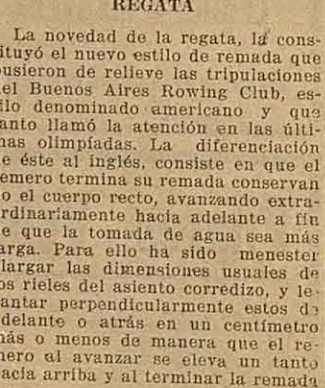 REGATA
La novedad de la regata, la cons-
ituyó el nuevo estilo de remada que
usieron de relieve las tripulaciones
el Buenos Aires Rowing Club, es-
ilo denominado americano y que
anto llamó la atención en las últi-
nas olimpíadas. La diferenciación
e éste al inglés, consiste en que el
emero termina su remada conservan
o el cuerpo recto, avanzando extra-
rdinariamente hacia adelante a fin
e que la tomada de agua sea más
arga. Para ello ha sido menester
largar las dimensiones usuales de
os rieles del asiento corredizo, y le-
antar perpendicularmente estos da
delante o atrás en un centímetro
nás o menos de manera que el re-
nero al avanzar se eleva un tanto
acia arriba y al terminar la remada